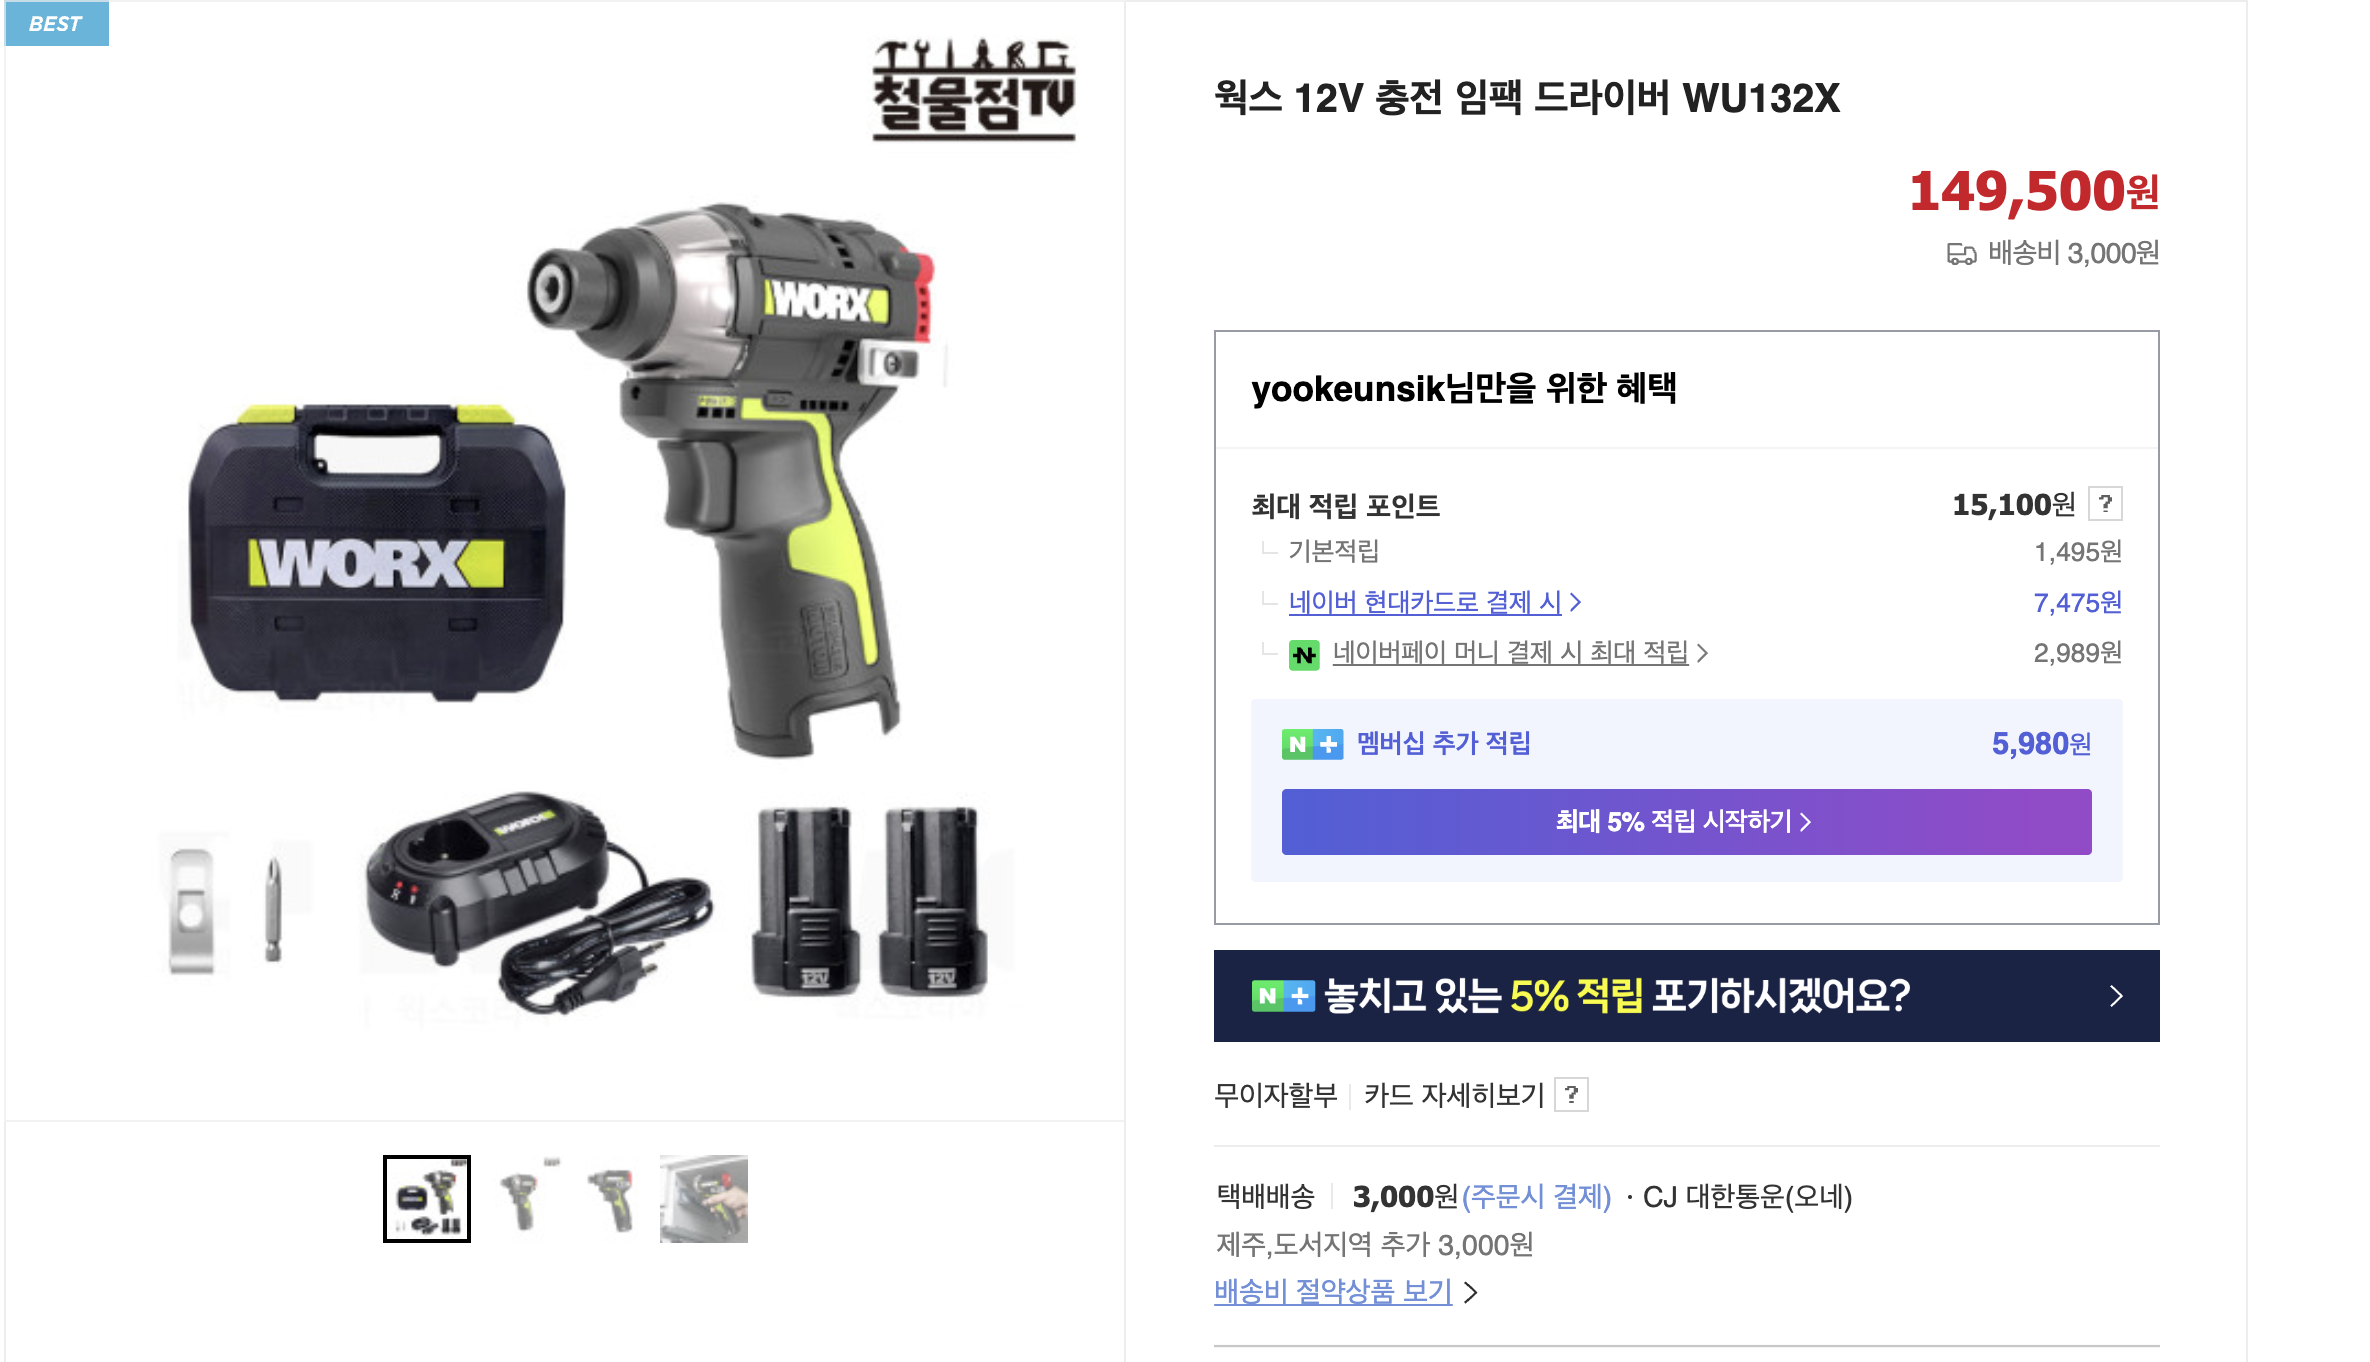 BEST
철물점TV
WORX
WORX
WORX
12V
12V
웍스 12V 충전 임팩 드라이버 WU132X
149,500원
배송비 3,000원
yookeunsik님만을 위한 혜택
최대 적립 포인트 15,100원 ?
기본적립 1,495원
네이버 현대카드로 결제 시 7,475원
N 네이버페이 머니 결제 시 최대 적립 2,989원
N + 멤버십 추가 적립 5,980원
최대 5% 적립 시작하기
N + 놓치고 있는 5% 적립 포기하시겠어요?
무이자할부 카드 자세히보기 ?
택배배송 3,000원(주문시 결제) · CJ 대한통운(오네)
제주,도서지역 추가 3,000원
배송비 절약상품 보기